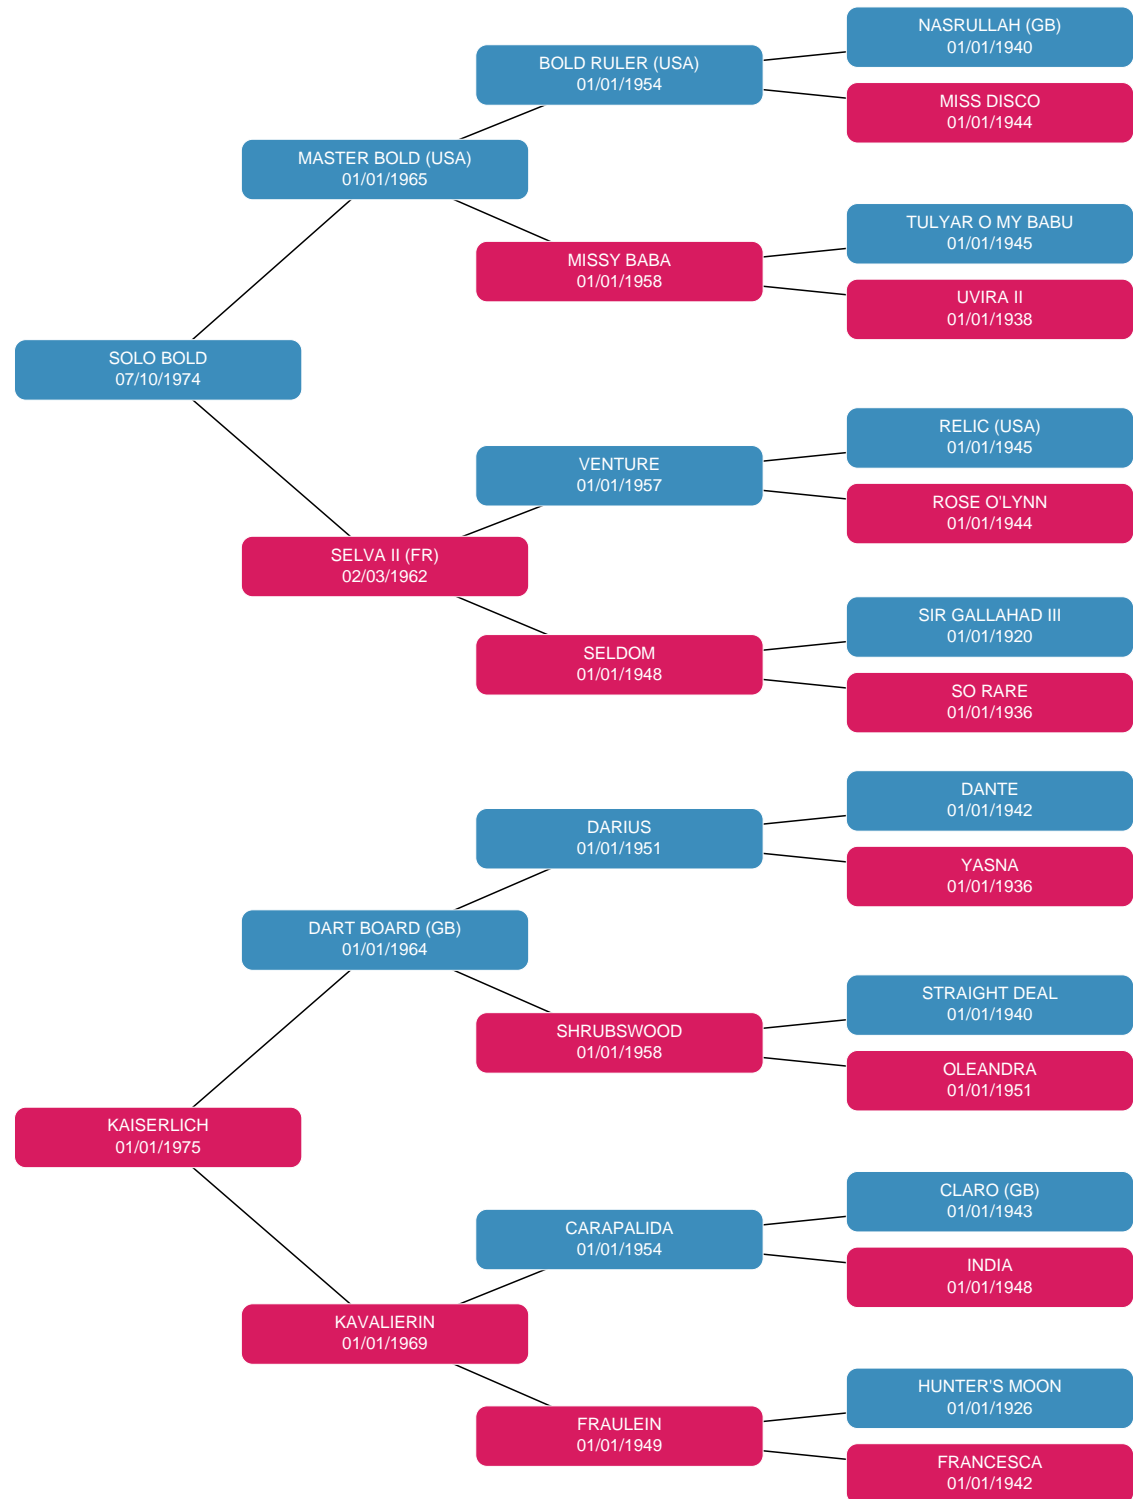 NASRULLAH (GB)
01/01/1940
BOLD RULER (USA)
01/01/1954
MISS DISCO
01/01/1944
MASTER BOLD (USA)
01/01/1965
TULYAR O MY BABU
01/01/1945
MISSY BABA
01/01/1958
UVIRA II
01/01/1938
SOLO BOLD
07/10/1974
RELIC (USA)
01/01/1945
VENTURE
01/01/1957
ROSE O'LYNN
01/01/1944
SELVA II (FR)
02/03/1962
SIR GALLAHAD III
01/01/1920
SELDOM
01/01/1948
SO RARE
01/01/1936
DANTE
01/01/1942
DARIUS
01/01/1951
YASNA
01/01/1936
DART BOARD (GB)
01/01/1964
STRAIGHT DEAL
01/01/1940
SHRUBSWOOD
01/01/1958
OLEANDRA
01/01/1951
KAISERLICH
01/01/1975
CLARO (GB)
01/01/1943
CARAPALIDA
01/01/1954
INDIA
01/01/1948
KAVALIERIN
01/01/1969
HUNTER'S MOON
01/01/1926
FRAULEIN
01/01/1949
FRANCESCA
01/01/1942